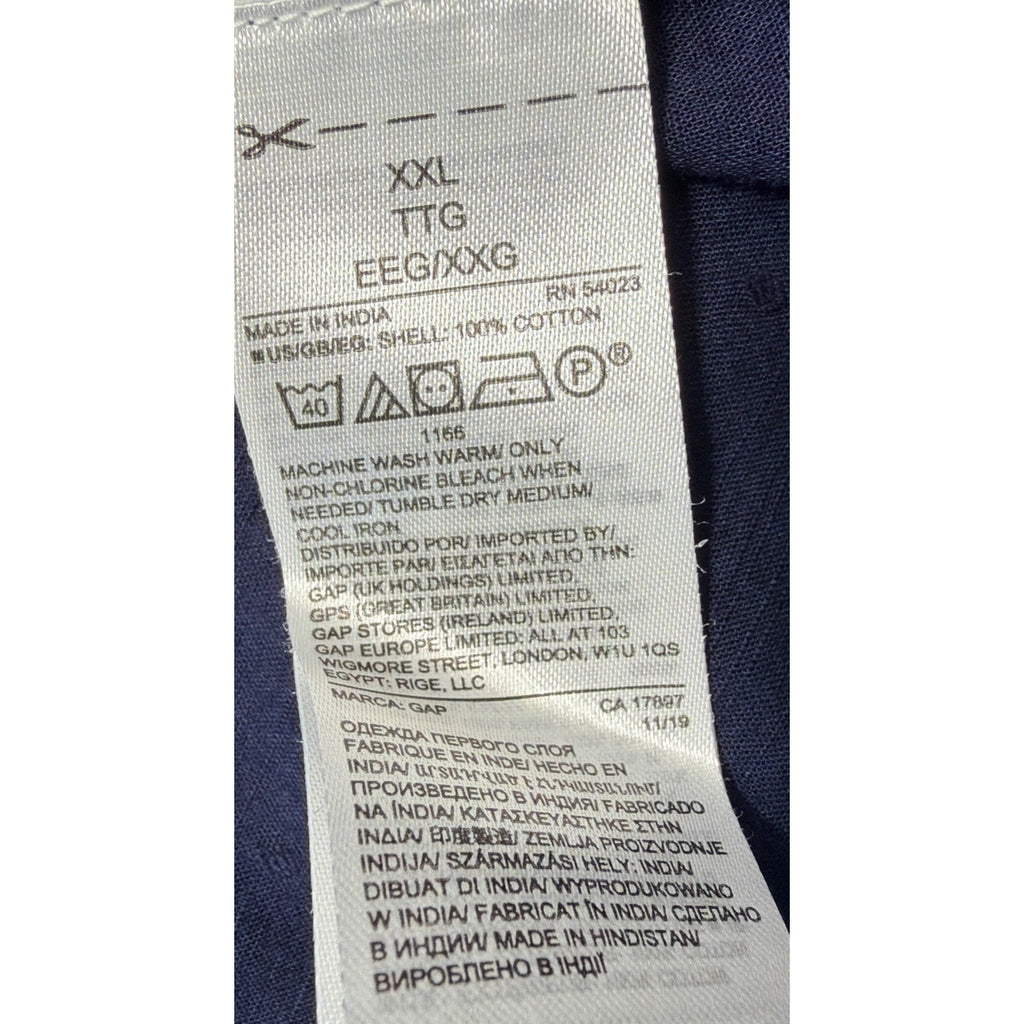 XXL
TTG
EEG/XXG
RN 54023
MADE IN INDIA
US/GB/EG: SHELL: 100% COTTON
40 P®
1166
MACHINE WASH WARM/ ONLY
NON-CHLORINE BLEACH WHEN
NEEDED/ TUMBLE DRY MEDIUM/
COOL IRON
DISTRIBUIDO POR/ IMPORTED BY/
IMPORTE PAR/ ΕΙΣΑΓΕΤΑΙ ΑΠΟ ΤΗΝ:
GAP (UK HOLDINGS) LIMITED,
GPS (GREAT BRITAIN) LIMITED,
GAP STORES (IRELAND) LIMITED,
GAP EUROPE LIMITED: ALL AT 103
WIGMORE STREET, LONDON, W1U 1QS
EGYPT: RIGE, LLC
MARCA: GAP
CA 17897
11/19
ОДЕЖДА ПЕРВОГО СЛОЯ
FABRIQUE EN INDE/ HECHO EN
INDIA/ ԱՐՏԱԴՐՎԱԾ Է ՀՆԴԿԱՍՏԱՆՈՒՄ/
ПРОИЗВЕДЕНО В ИНДИЯ/ FABRICADO
NA ÍNDIA/ ΚΑΤΑΣΚΕΥΑΣΤΗΚΕ ΣΤΗΝ
ΙΝΔΙΑ/ 印度製造/ ZEMLJA PROIZVODNJE
INDIJA/ SZÁRMAZÁSI HELY: INDIA/
DIBUAT DI INDIA/ WYPRODUKOWANO
W INDIA/ FABRICAT ÎN INDIA/ СДЕЛАНО
В ИНДИИ/ MADE IN HINDISTAN/
ВИРОБЛЕНО В ІНДІЇ